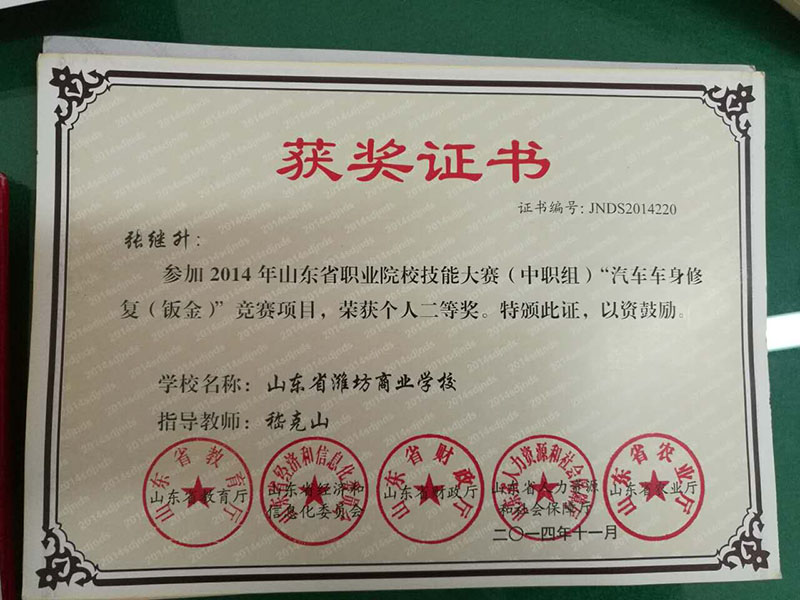 获奖证书
证书编号: JNDS2014220
张继升:
参加2014年山东省职业院校技能大赛(中职组)“汽车车身修
复(钣金)”竞赛项目,荣获个人二等奖。特颁此证,以资鼓励。
学校名称: 山东省潍坊商业学校
指导教师: 嵇克山
山东省教育厅
山东省经济和
信息化委员会
山东省财政厅
山东省人力资源
和社会保障厅
山东省农业厅
二〇一四年十一月